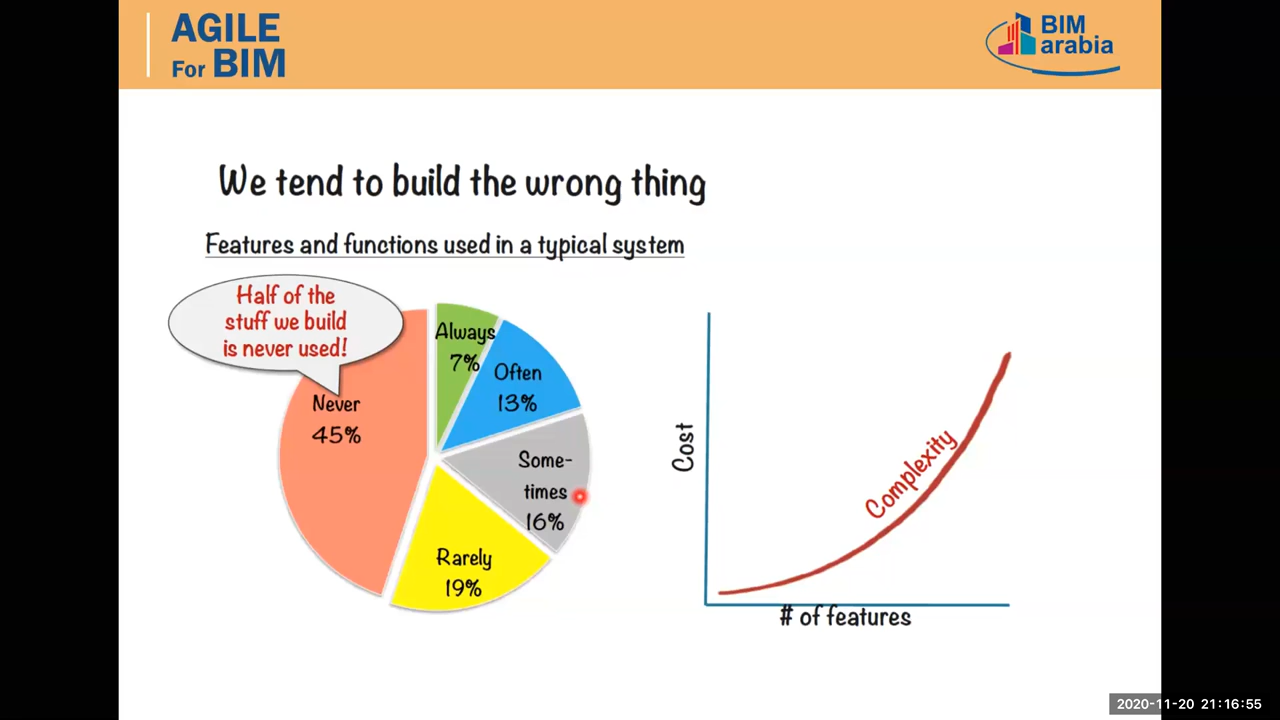 AGILE
For BIM
BIM
arabia
We tend to build the wrong thing
Features and functions used in a typical system
Half of the
stuff we build
is never used!
Always
7%
Often
13%
Some-
times
16%
Rarely
19%
Never
45%
Cost
Complexity
# of features
2020-11-20 21:16:55